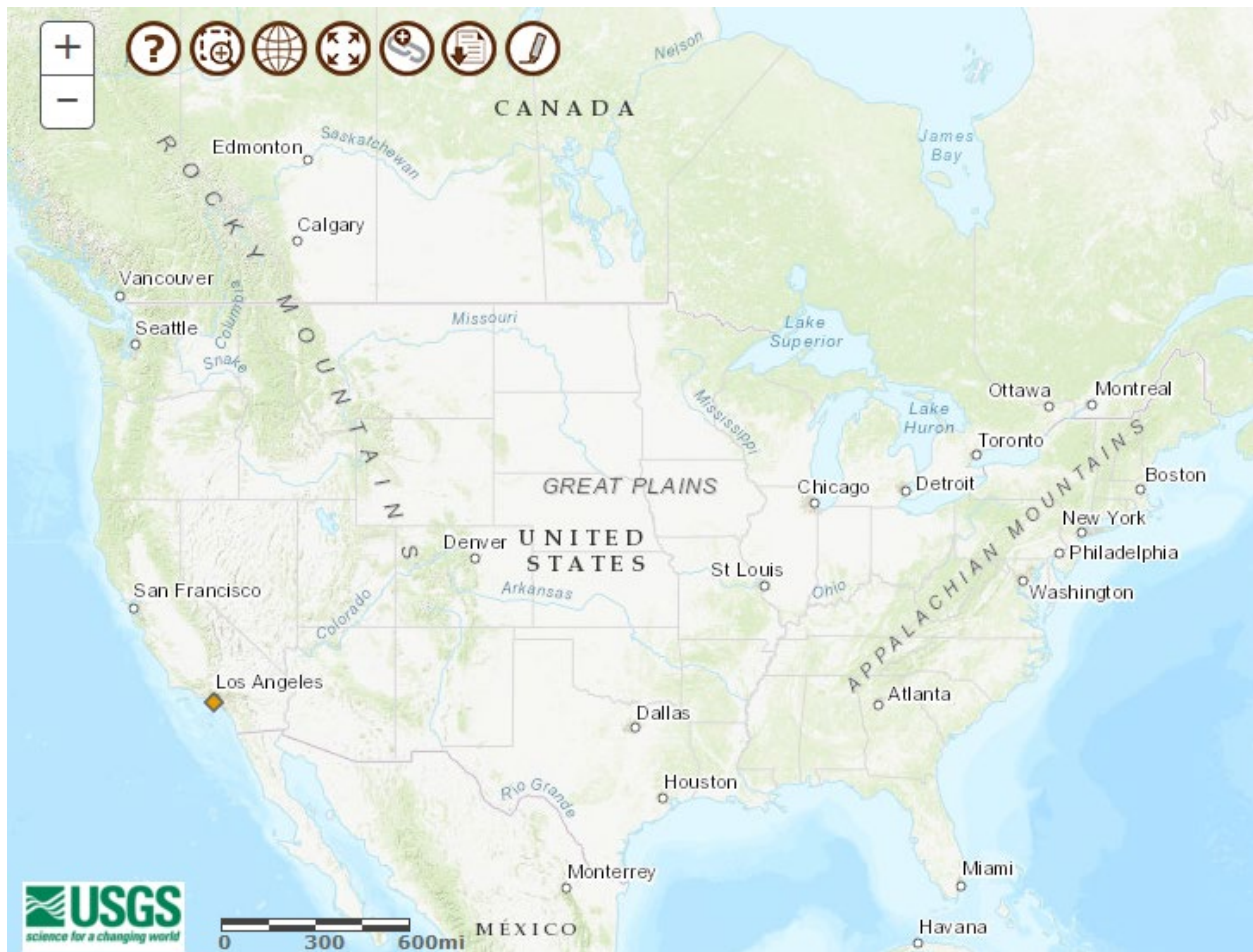 +
−
?
Nelson
CANADA
James
Bay
Edmonton
Saskatchewan
ROCKY MOUNTAINS
Calgary
Vancouver
Columbia
Seattle
Missouri
Lake
Superior
Snake
Ottawa
Montreal
Mississippi
Lake
Huron
Toronto
GREAT PLAINS
Chicago
Detroit
Boston
APPALACHIAN MOUNTAINS
New York
Denver
UNITED
STATES
Philadelphia
St Louis
Ohio
Washington
San Francisco
Colorado
Arkansas
Los Angeles
Atlanta
Dallas
Houston
Rio Grande
Monterrey
Miami
USGS
science for a changing world
0 300 600mi
MÉXICO
Havana